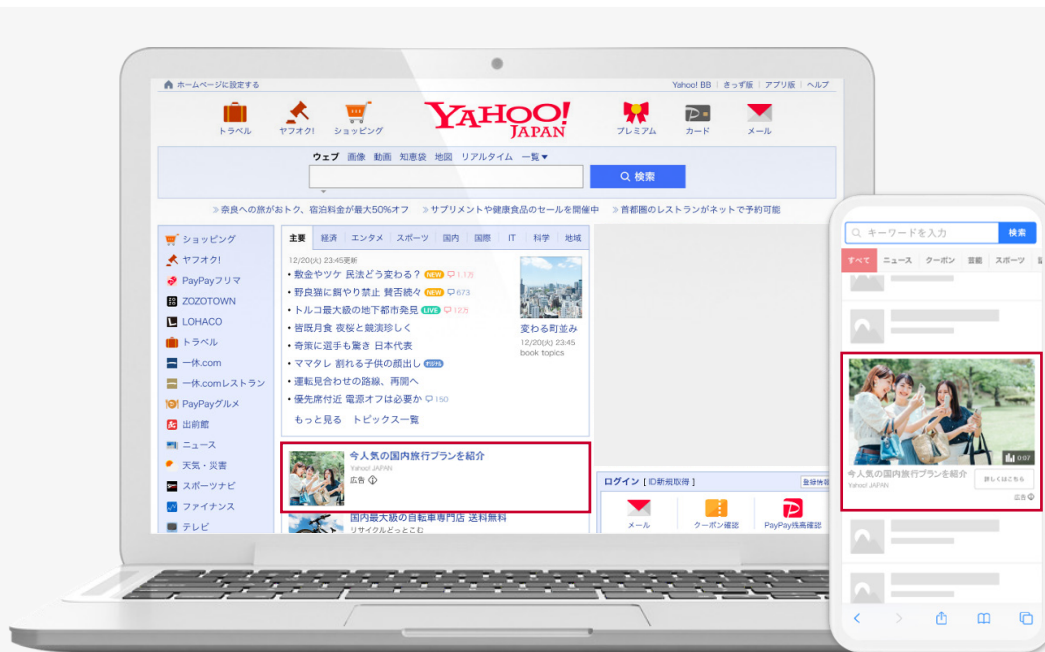 ホームページに設定する
Yahoo! BB | きっず版 | アプリ版 | ヘルプ
トラベル
ヤフオク!
ショッピング
YAHOO!
JAPAN
プレミアム
カード
メール
ウェブ 画像 動画 知恵袋 地図 リアルタイム 一覧▼
検索
≫奈良への旅がおトク、宿泊料金が最大50%オフ ≫サプリメントや健康食品のセールを開催中 ≫首都圏のレストランがネットで予約可能
ショッピング
ヤフオク!
PayPayフリマ
ZOZOTOWN
LOHACO
トラベル
一休.com
一休.comレストラン
PayPayグルメ
出前館
ニュース
天気・災害
スポーツナビ
ファイナンス
テレビ
主要 経済 エンタメ スポーツ 国内 国際 IT 科学 地域
12/20(火) 23:45更新
・敷金やツケ 民法どう変わる? NEW 1.1万
・野良猫に餌やり禁止 賛否続々 NEW 673
・トルコ最大級の地下都市発見 LIVE 12万
・皆既月食 夜桜と競演珍しく
・奇策に選手も驚き 日本代表
・ママタレ 割れる子供の顔出し
・運転見合わせの路線、再開へ
・優先席付近 電源オフは必要か 150
もっと見る トピックス一覧
変わる町並み
12/20(火) 23:45
book topics
今人気の国内旅行プランを紹介
Yahoo! JAPAN
広告
国内最大級の自転車専門店 送料無料
リサイクルどっとこむ
ログイン [ ID新規取得 ]
登録情報
メール
クーポン確認
PayPay残高確認
キーワードを入力
検索
すべて ニュース クーポン 芸能 スポーツ
0:07
今人気の国内旅行プランを紹介
Yahoo! JAPAN
詳しくはこちら
広告